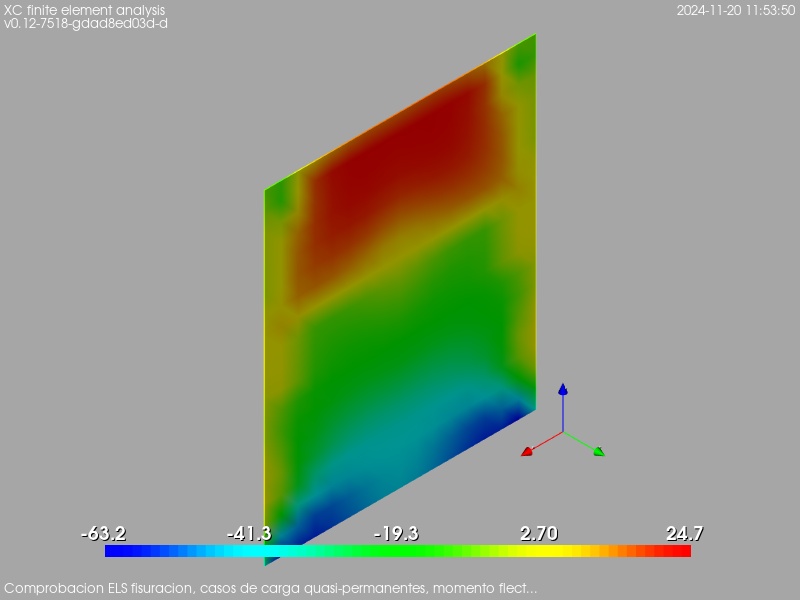 XC finite element analysis
v0.12-7518-gdad8ed03d-d
2024-11-20 11:53:50
-63.2 -41.3 -19.3 2.70 24.7
Comprobacion ELS fisuracion, casos de carga quasi-permanentes, momento flect...